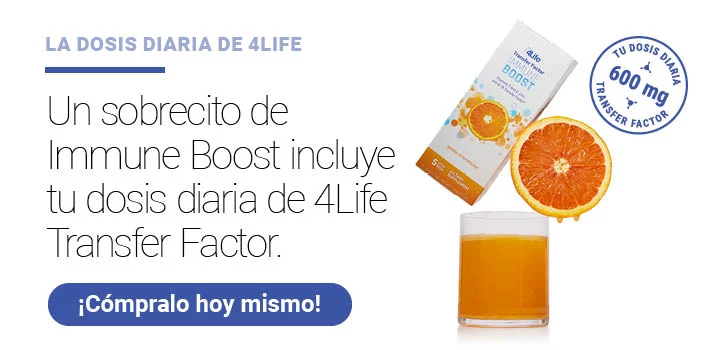 LA DOSIS DIARIA DE 4LIFE
Un sobrecito de
Immune Boost incluye
tu dosis diaria de 4Life
Transfer Factor.
¡Cómpralo hoy mismo!
4Life
Transfer Factor
IMMUNE
BOOST
TU DOSIS DIARIA
600 mg
TRANSFER FACTOR